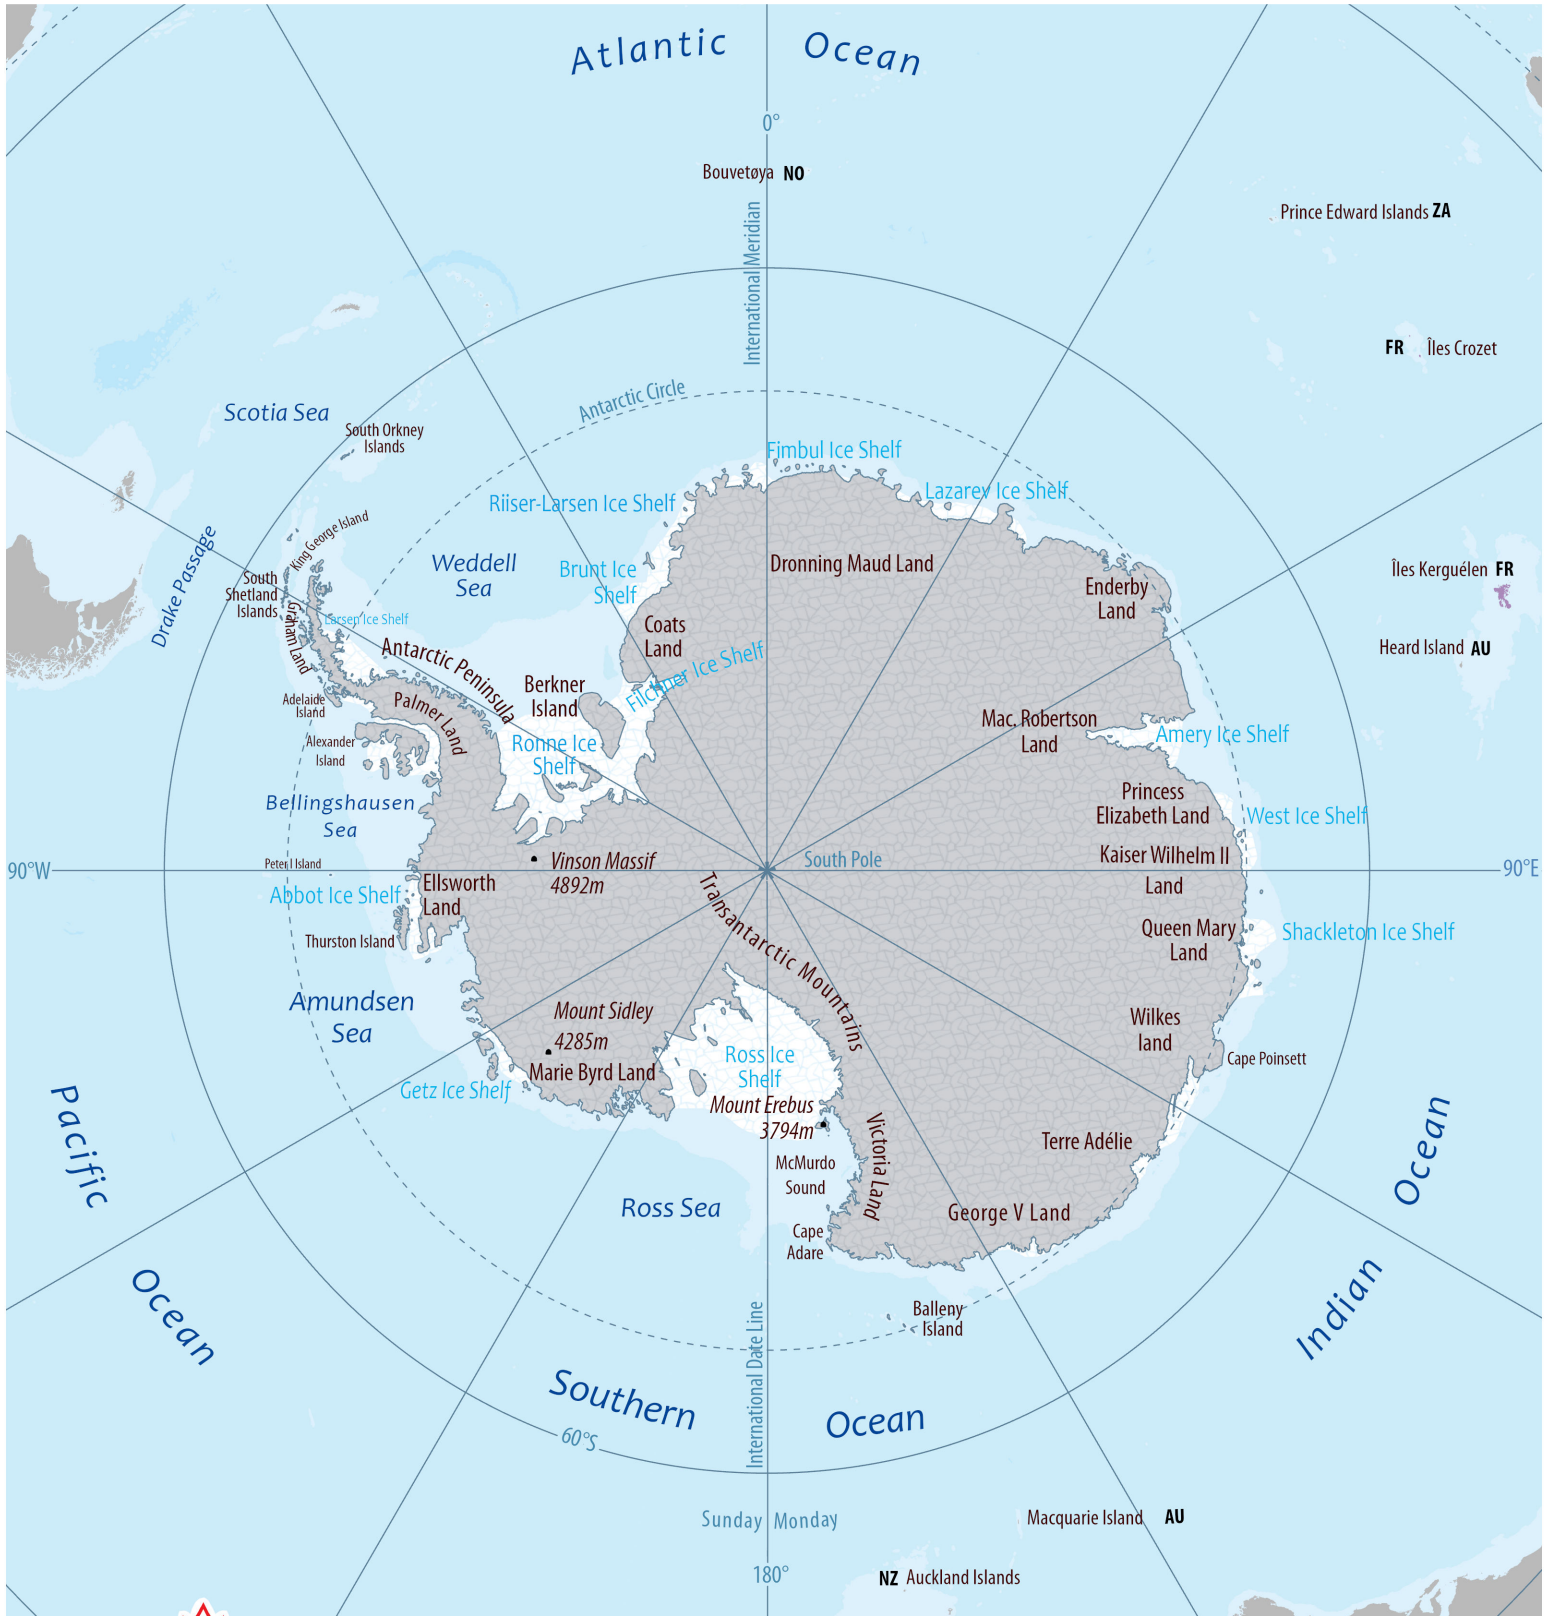 Atlantic Ocean
0°
Bouvetøya NO
International Meridian
Prince Edward Islands ZA
FR Îles Crozet
Antarctic Circle
Scotia Sea
South Orkney
Islands
Fimbul Ice Shelf
Lazarev Ice Shelf
Riiser-Larsen Ice Shelf
King George Island
Drake Passage
Weddell
Sea
Brunt Ice
Shelf
Dronning Maud Land
Enderby
Land
Îles Kerguélen FR
Heard Island AU
South
Shetland
Islands
Graham Land
Larsen Ice Shelf
Antarctic Peninsula
Coats
Land
Filchner Ice Shelf
Berkner
Island
Adelaide
Island
Palmer Land
Alexander
Island
Ronne Ice
Shelf
Mac. Robertson
Land
Amery Ice Shelf
Princess
Elizabeth Land
West Ice Shelf
Bellingshausen
Sea
Peter I Island
90°W
Vinson Massif
4892m
South Pole
Kaiser Wilhelm II
Land
90°E
Abbot Ice Shelf
Ellsworth
Land
Thurston Island
Transantarctic Mountains
Queen Mary
Land
Shackleton Ice Shelf
Amundsen
Sea
Mount Sidley
4285m
Marie Byrd Land
Getz Ice Shelf
Ross Ice
Shelf
Wilkes
land
Cape Poinsett
Mount Erebus
3794m
McMurdo
Sound
Victoria Land
Terre Adélie
Pacific
Ocean
Ross Sea
Cape
Adare
George V Land
Indian Ocean
Balleny
Island
International Date Line
Southern Ocean
60°S
Sunday Monday
Macquarie Island AU
180°
NZ Auckland Islands